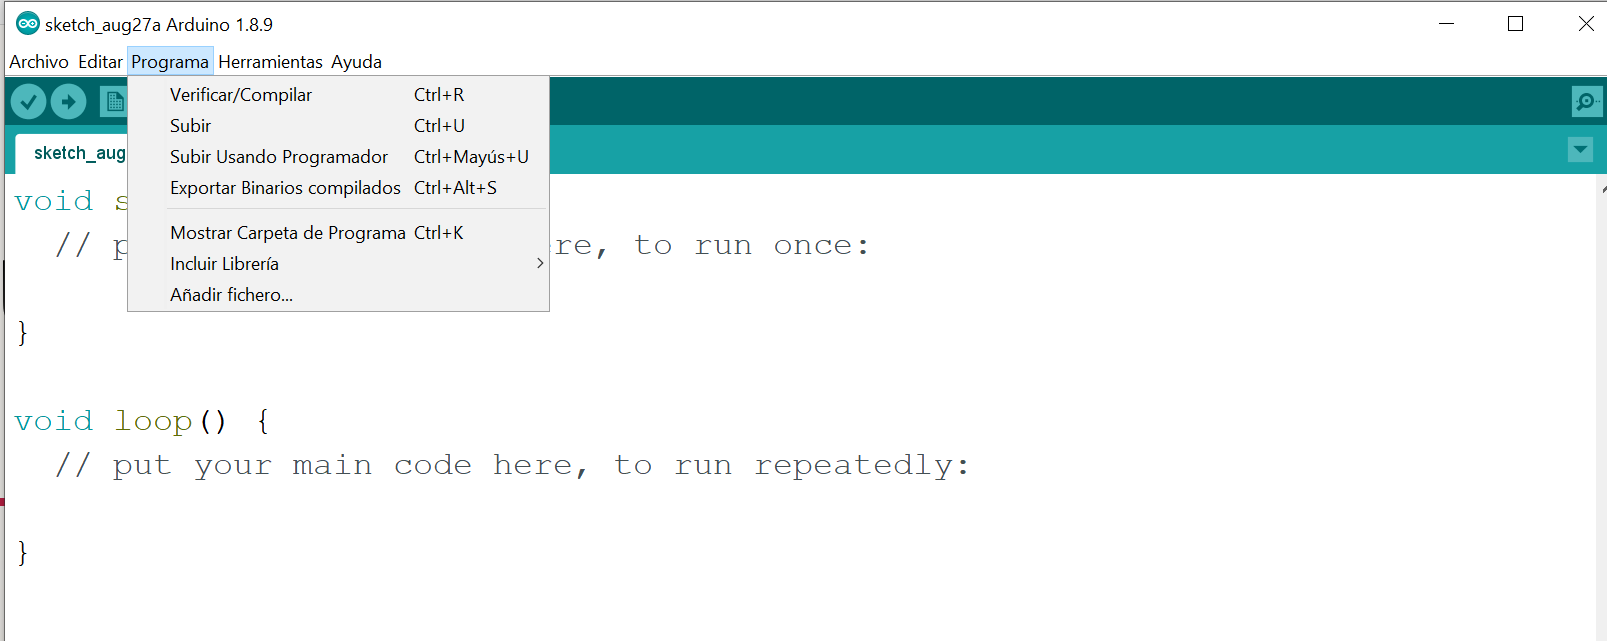 sketch_aug27a Arduino 1.8.9
Archivo Editar Programa Herramientas Ayuda
Verificar/Compilar Ctrl+R
Subir Ctrl+U
Subir Usando Programador Ctrl+Mayús+U
Exportar Binarios compilados Ctrl+Alt+S
Mostrar Carpeta de Programa Ctrl+K
Incluir Librería
Añadir fichero...
sketch_aug
void
// to run once:
}
void loop() {
// put your main code here, to run repeatedly:
}